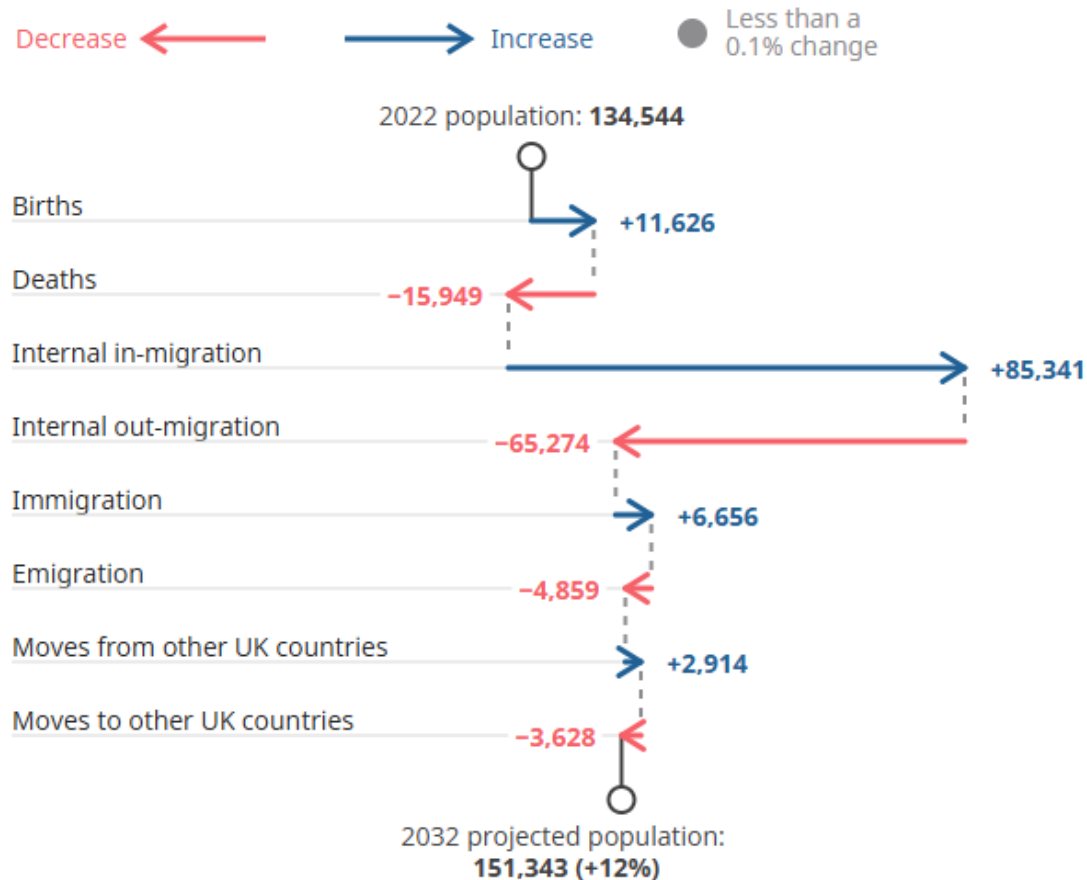 Decrease
Increase
Less than a
0.1% change
2022 population: 134,544
Births
+11,626
Deaths
−15,949
Internal in-migration
+85,341
Internal out-migration
−65,274
Immigration
+6,656
Emigration
−4,859
Moves from other UK countries
+2,914
Moves to other UK countries
−3,628
2032 projected population:
151,343 (+12%)